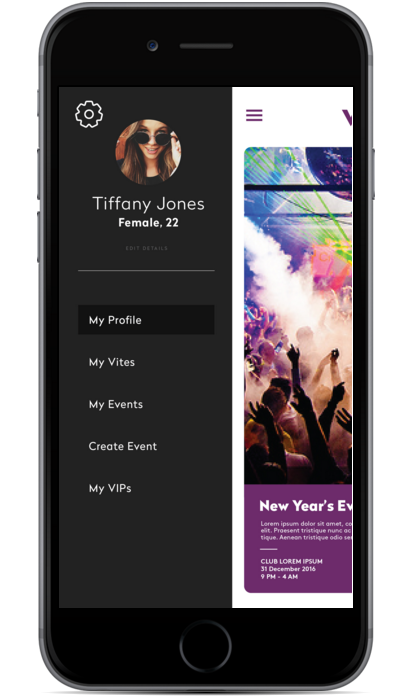 Tiffany Jones
Female, 22
EDIT DETAILS
My Profile
My Vites
My Events
Create Event
My VIPs
New Year's Ev
Lorem ipsum dolor sit amet, co
elit. Praesent tristique nunc ac
tique. Aenean tristique odio ser
CLUB LOREM IPSUM
31 December 2016
9 PM - 4 AM